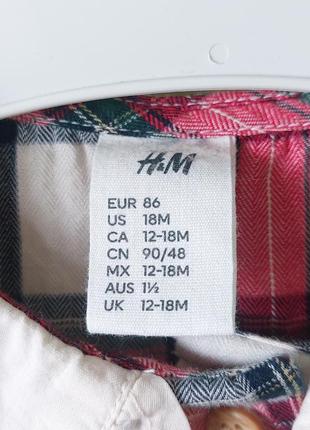 H&M
EUR 86
US 18M
CA 12-18M
CN 90/48
MX 12-18M
AUS 1½
UK 12-18M